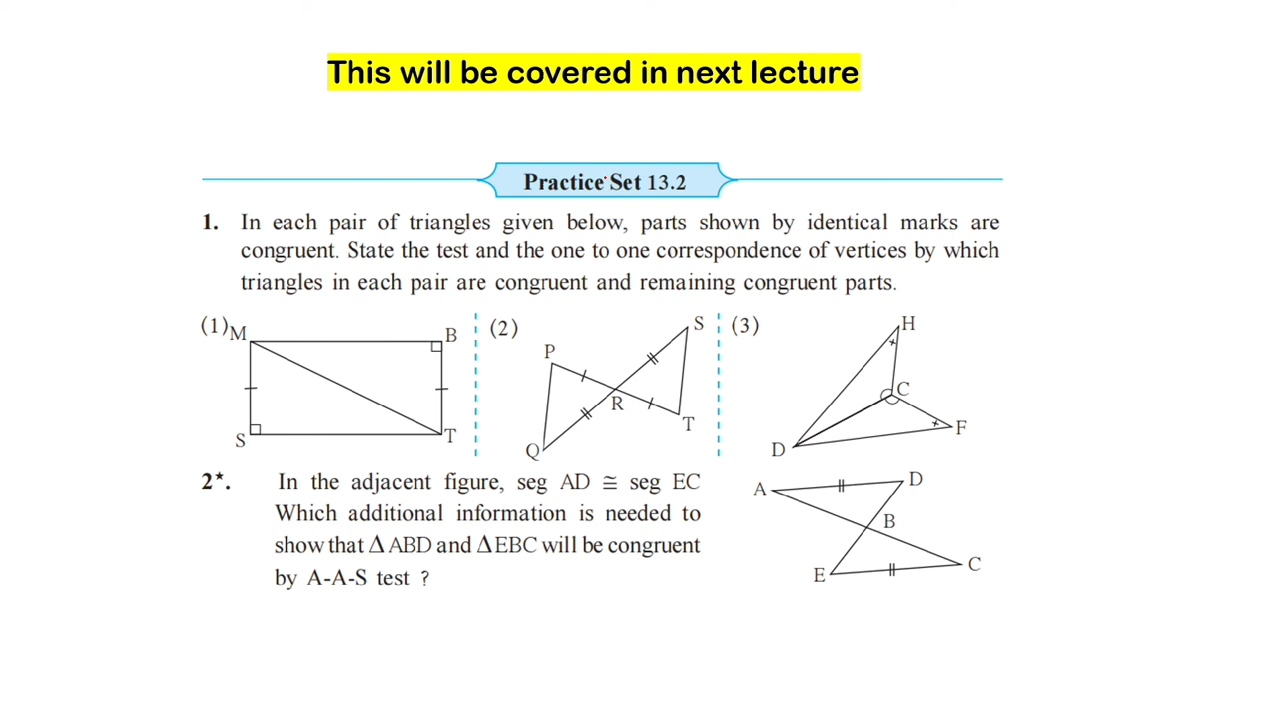 This will be covered in next lecture
Practice Set 13.2
1. In each pair of triangles given below, parts shown by identical marks are
congruent. State the test and the one to one correspondence of vertices by which
triangles in each pair are congruent and remaining congruent parts.
(1) M B S T
(2) P S R T Q
(3) H C F D
2*. In the adjacent figure, seg AD ≅ seg EC
Which additional information is needed to
show that Δ ABD and Δ EBC will be congruent
by A-A-S test ?
A D B E C